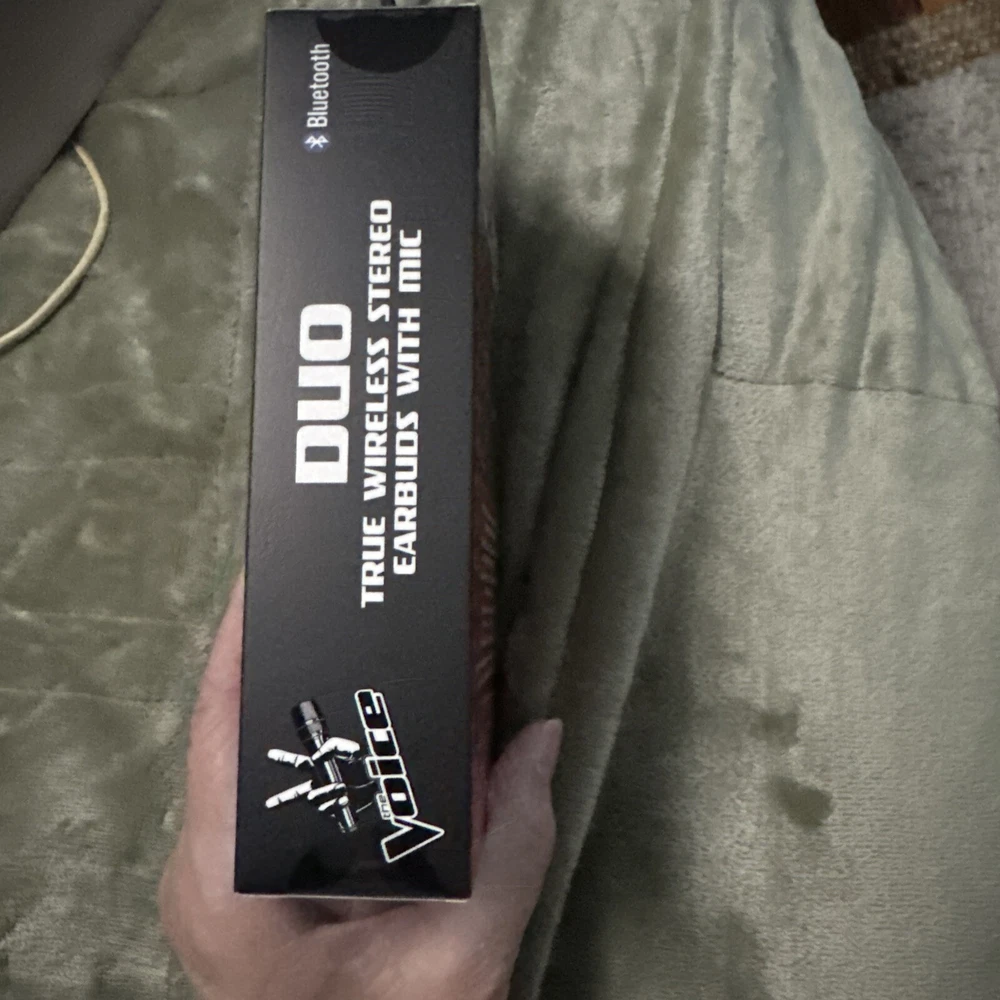 the
Voice
DUO
TRUE WIRELESS STEREO
EARBUDS WITH MIC
Bluetooth